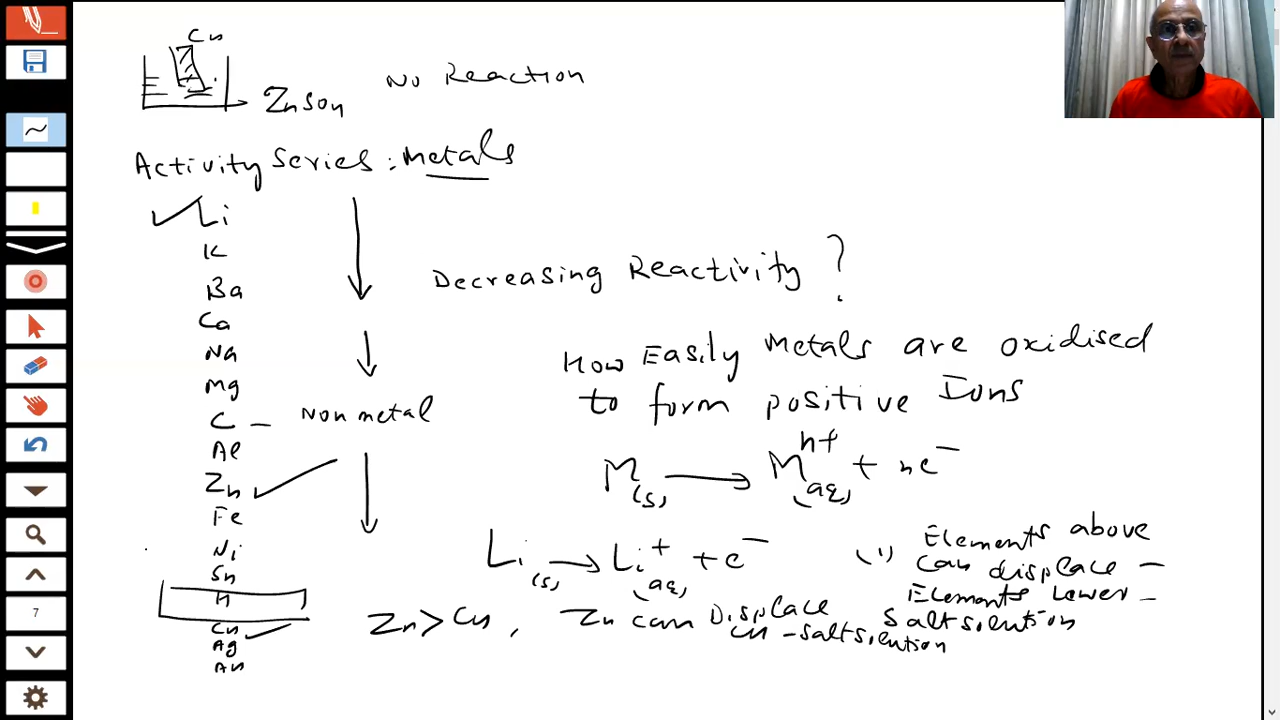 Cu
No Reaction
ZnSO4
Activity Series : Metals
Li
K
Ba
Ca
Na
Mg
C – Non metal
Al
Zn
Fe
Ni
Sn
H
Cu
Ag
Au
Decreasing Reactivity ?
How Easily Metals are oxidised
to form positive Ions
M(s) → Mn+(aq) + ne–
Li(s) → Li+(aq) + e–
Zn > Cu, Zn can Displace
Cu - salt solution
(1) Elements above
can displace –
Elements Lower –
Salt solution
7